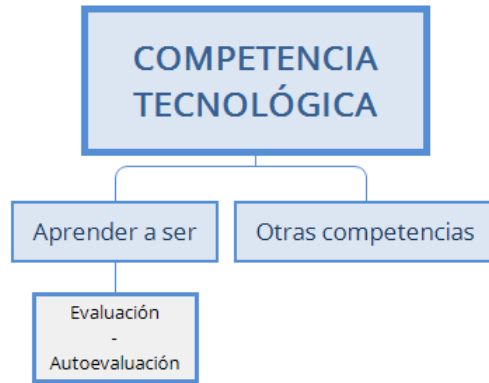 COMPETENCIA
TECNOLÓGICA
Aprender a ser
Otras competencias
Evaluación
-
Autoevaluación